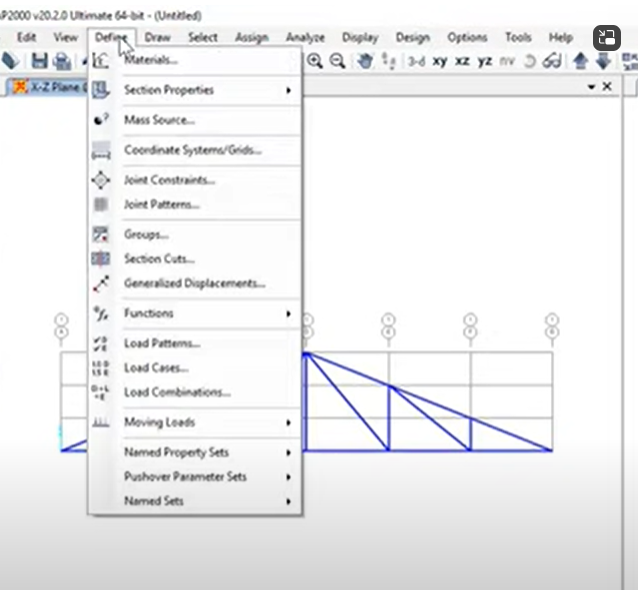 P2000 v20.2.0 Ultimate 64-bit - (Untitled)
Edit View Define Draw Select Assign Analyze Display Design Options Tools Help
3-d xy xz yz nv
X-Z Plane
Materials...
Section Properties
Mass Source...
Coordinate Systems/Grids...
Joint Constraints...
Joint Patterns...
Groups...
Section Cuts...
Generalized Displacements...
Functions
Load Patterns...
Load Cases...
Load Combinations...
Moving Loads
Named Property Sets
Pushover Parameter Sets
Named Sets